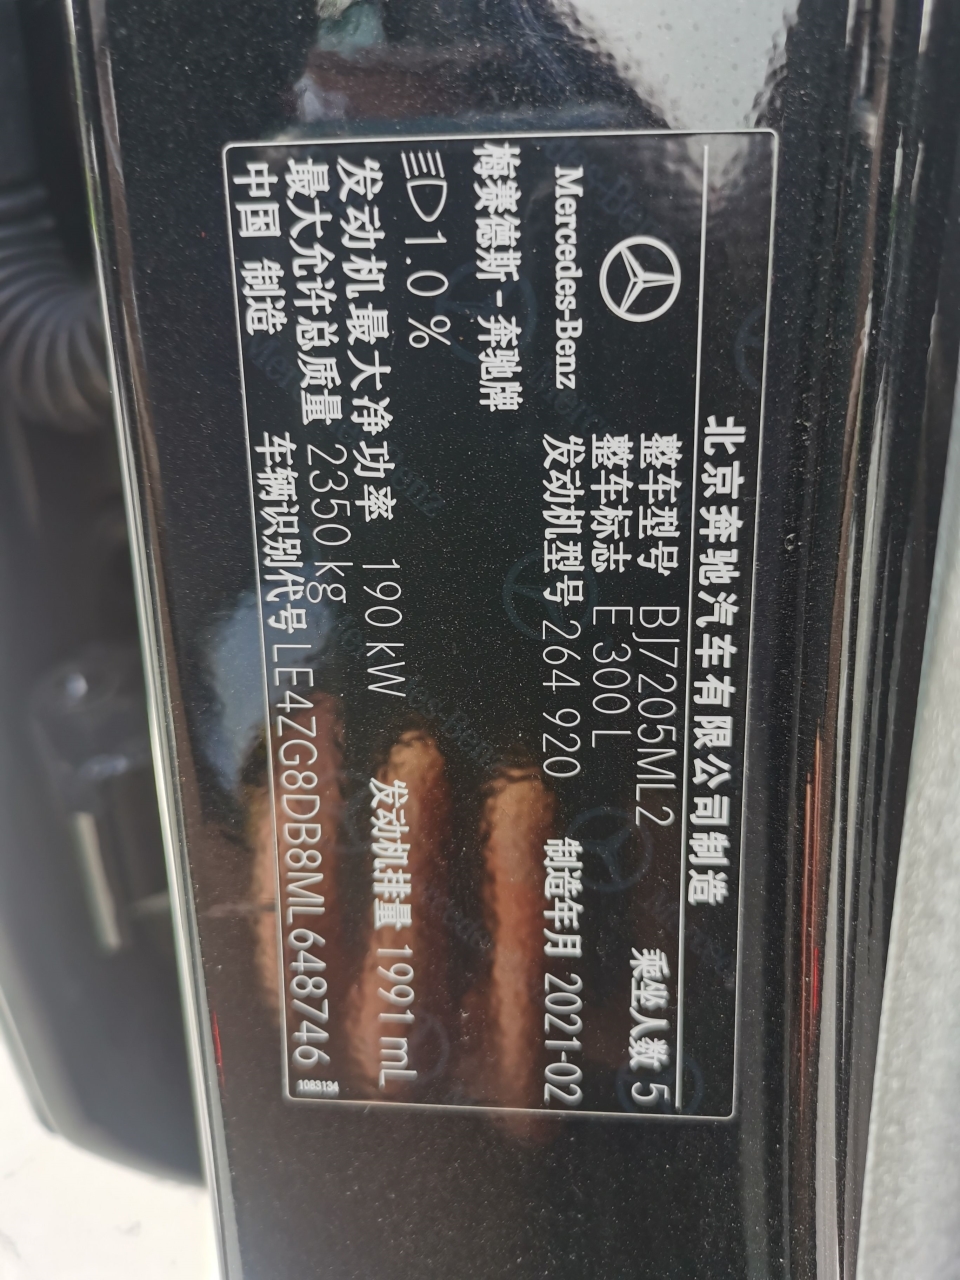 北京奔驰汽车有限公司制造
整车型号 BJ7205ML2 乘坐人数 5
整车标志 E 300 L
Mercedes-Benz
发动机型号 264 920 制造年月 2021-02
梅赛德斯-奔驰牌
1.0 %
发动机最大净功率 190 kW 发动机排量 1991 mL
最大允许总质量 2350 kg
中国 制造 车辆识别代号 LE4ZG8DB8ML648746
1083134